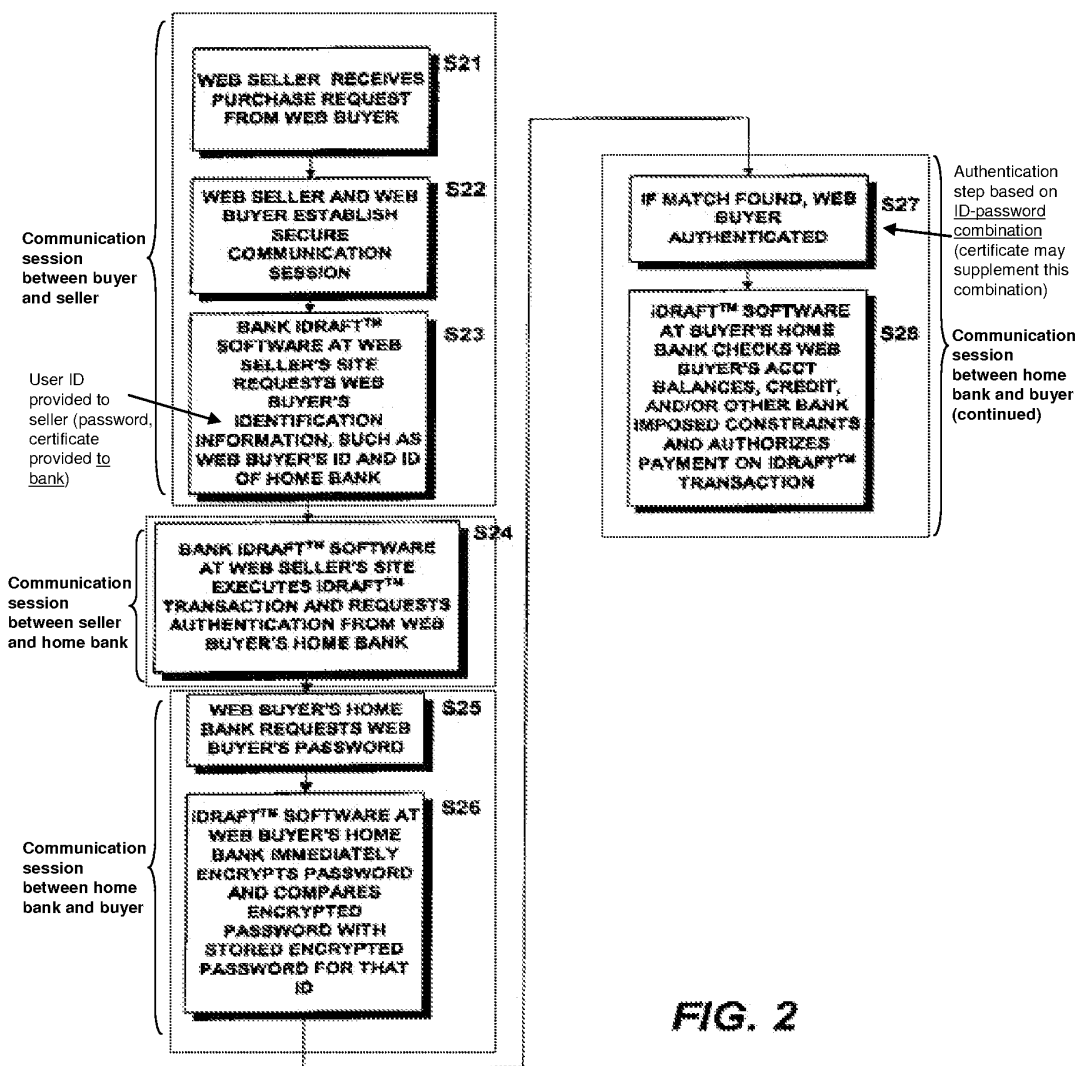 S21
WEB SELLER RECEIVES
PURCHASE REQUEST
FROM WEB BUYER
S22
WEB SELLER AND WEB
BUYER ESTABLISH
SECURE
COMMUNICATION
SESSION
Communication
session
between buyer
and seller
S23
BANK IDRAFT™
SOFTWARE AT WEB
SELLER'S SITE
REQUESTS WEB
BUYER'S
IDENTIFICATION
INFORMATION, SUCH AS
WEB BUYER'S ID AND ID
OF HOME BANK
User ID
provided to
seller (password,
certificate
provided to
bank)
S24
BANK IDRAFT™ SOFTWARE
AT WEB SELLER'S SITE
EXECUTES IDRAFT™
TRANSACTION AND REQUESTS
AUTHENTICATION FROM WEB
BUYER'S HOME BANK
Communication
session
between seller
and home bank
S25
WEB BUYER'S HOME
BANK REQUESTS WEB
BUYER'S PASSWORD
S26
IDRAFT™ SOFTWARE AT
WEB BUYER'S HOME
BANK IMMEDIATELY
ENCRYPTS PASSWORD
AND COMPARES
ENCRYPTED
PASSWORD WITH
STORED ENCRYPTED
PASSWORD FOR THAT
ID
Communication
session
between home
bank and buyer
S27
IF MATCH FOUND, WEB
BUYER
AUTHENTICATED
Authentication
step based on
ID-password
combination
(certificate may
supplement this
combination)
S28
IDRAFT™ SOFTWARE
AT BUYER'S HOME
BANK CHECKS WEB
BUYER'S ACCT
BALANCES, CREDIT,
AND/OR OTHER BANK
IMPOSED CONSTRAINTS
AND AUTHORIZES
PAYMENT ON IDRAFT™
TRANSACTION
Communication
session
between home
bank and buyer
(continued)
FIG. 2